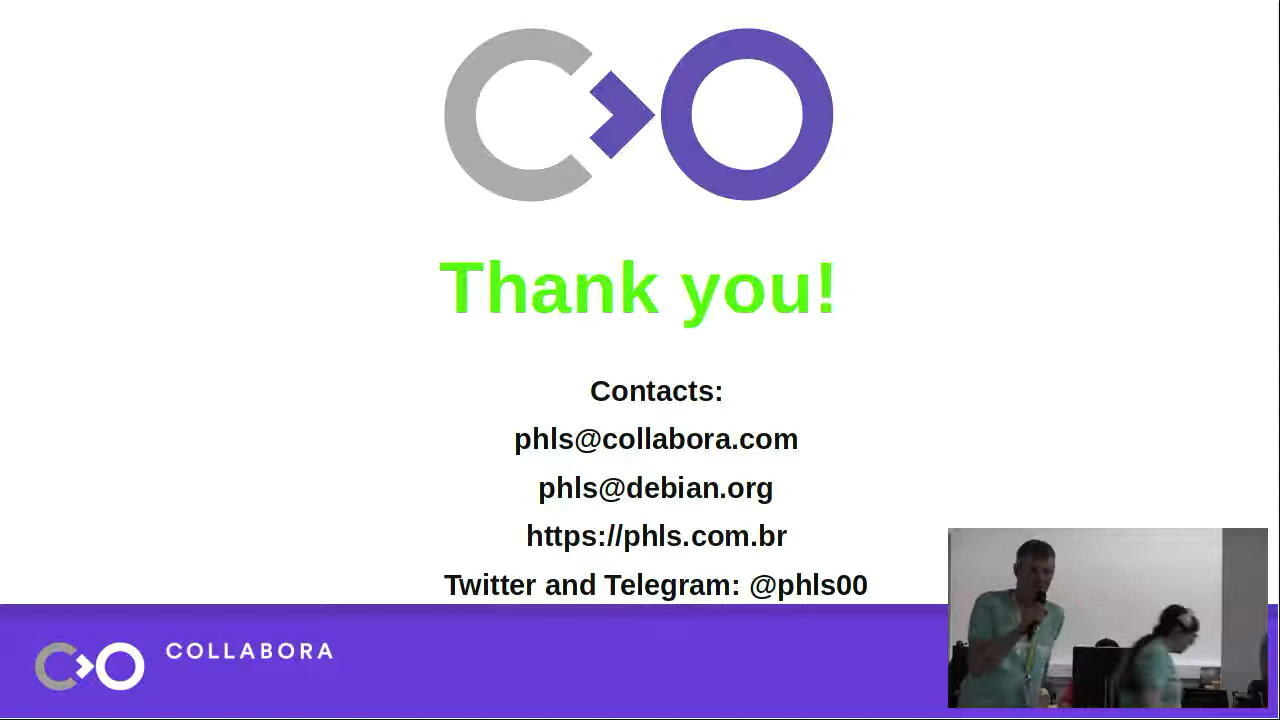 Thank you!
Contacts:
phls@collabora.com
phls@debian.org
https://phls.com.br
Twitter and Telegram: @phls00
COLLABORA